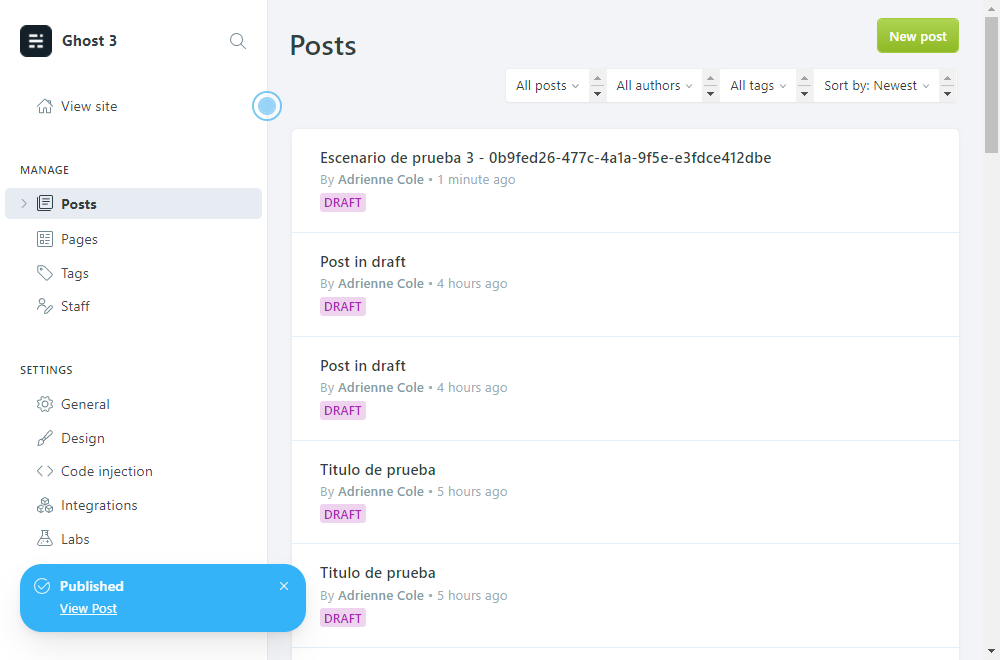 Ghost 3
View site
MANAGE
Posts
Pages
Tags
Staff
SETTINGS
General
Design
Code injection
Integrations
Labs
Published
View Post
Posts
New post
All posts
All authors
All tags
Sort by: Newest
Escenario de prueba 3 - 0b9fed26-477c-4a1a-9f5e-e3fdce412dbe
By Adrienne Cole • 1 minute ago
DRAFT
Post in draft
By Adrienne Cole • 4 hours ago
DRAFT
Post in draft
By Adrienne Cole • 4 hours ago
DRAFT
Titulo de prueba
By Adrienne Cole • 5 hours ago
DRAFT
Titulo de prueba
By Adrienne Cole • 5 hours ago
DRAFT